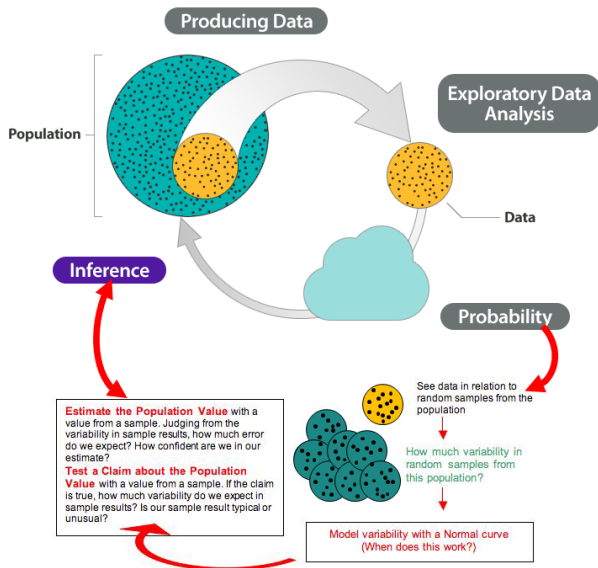 Producing Data
Exploratory Data
Analysis
Population
Data
Inference
Probability
See data in relation to
random samples from the
population
How much variability in
random samples from
this population?
Model variability with a Normal curve
(When does this work?)
Estimate the Population Value with a
value from a sample. Judging from the
variability in sample results, how much error
do we expect? How confident are we in our
estimate?
Test a Claim about the Population
Value with a value from a sample. If the claim
is true, how much variability do we expect in
sample results? Is our sample result typical or
unusual?